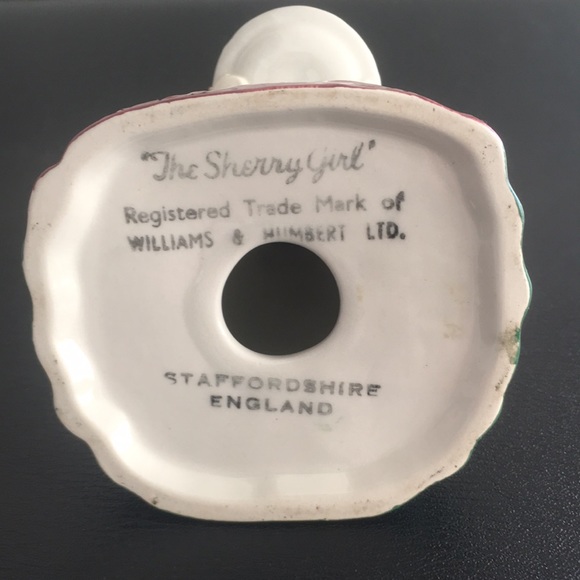 "The Sherry Girl"
Registered Trade Mark of
WILLIAMS & HUMBERT LTD.
STAFFORDSHIRE
ENGLAND